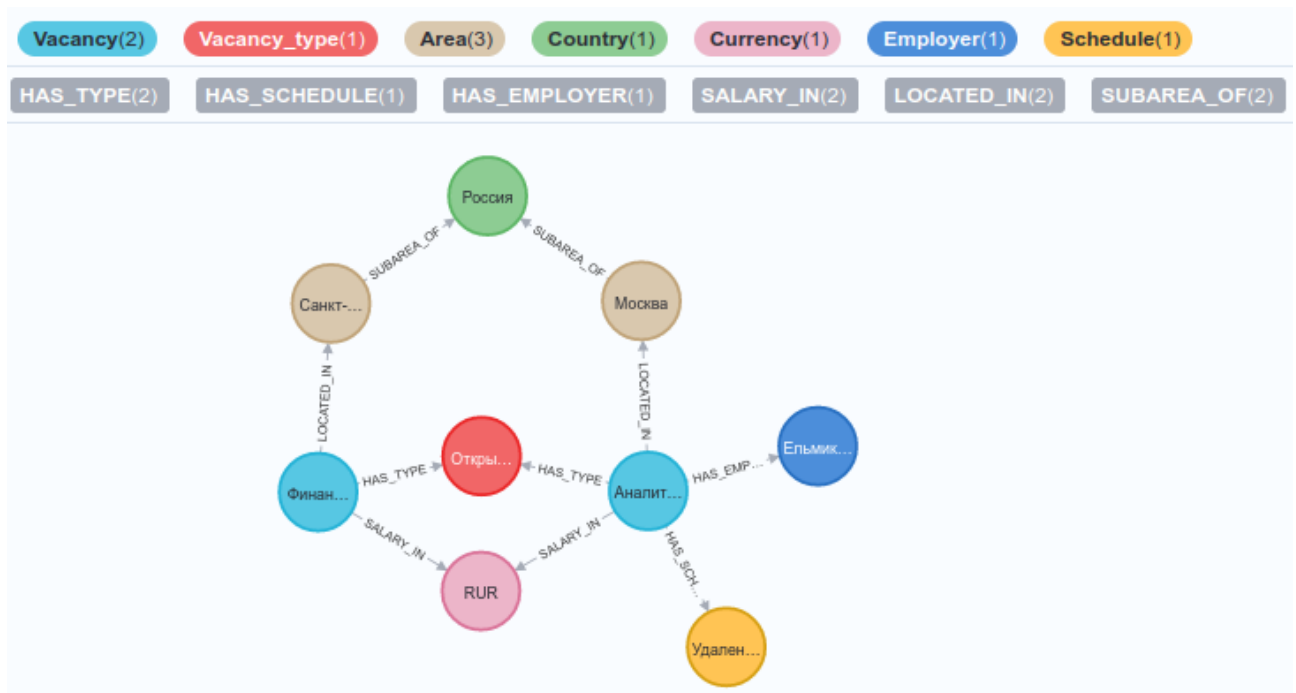 Vacancy(2) Vacancy_type(1) Area(3) Country(1) Currency(1) Employer(1) Schedule(1)
HAS_TYPE(2) HAS_SCHEDULE(1) HAS_EMPLOYER(1) SALARY_IN(2) LOCATED_IN(2) SUBAREA_OF(2)
Россия
SUBAREA_OF SUBAREA_OF
Санкт-... Москва
LOCATED_IN LOCATED_IN
Откры... Ельмик...
HAS_TYPE HAS_TYPE HAS_EMP...
Финан... Аналит...
SALARY_IN SALARY_IN HAS_SCH...
RUR
Удален...